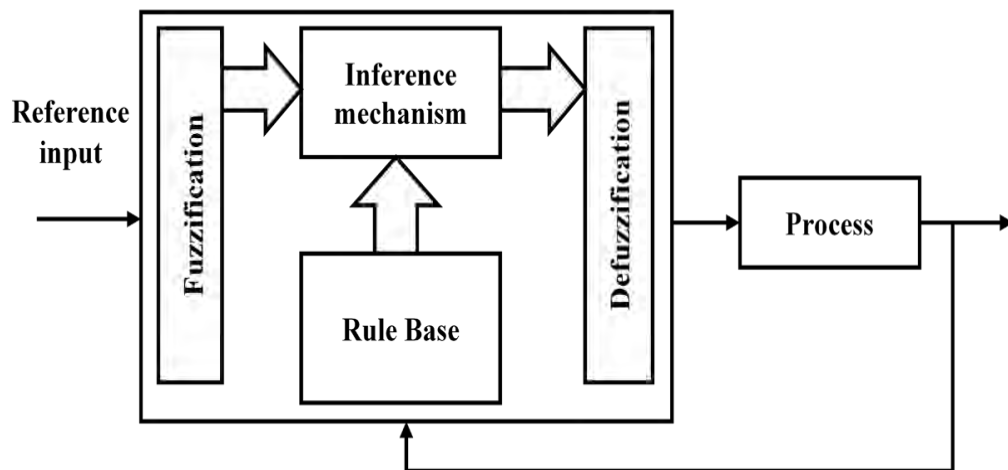 Reference
input
Fuzzification
Inference
mechanism
Rule Base
Defuzzification
Process